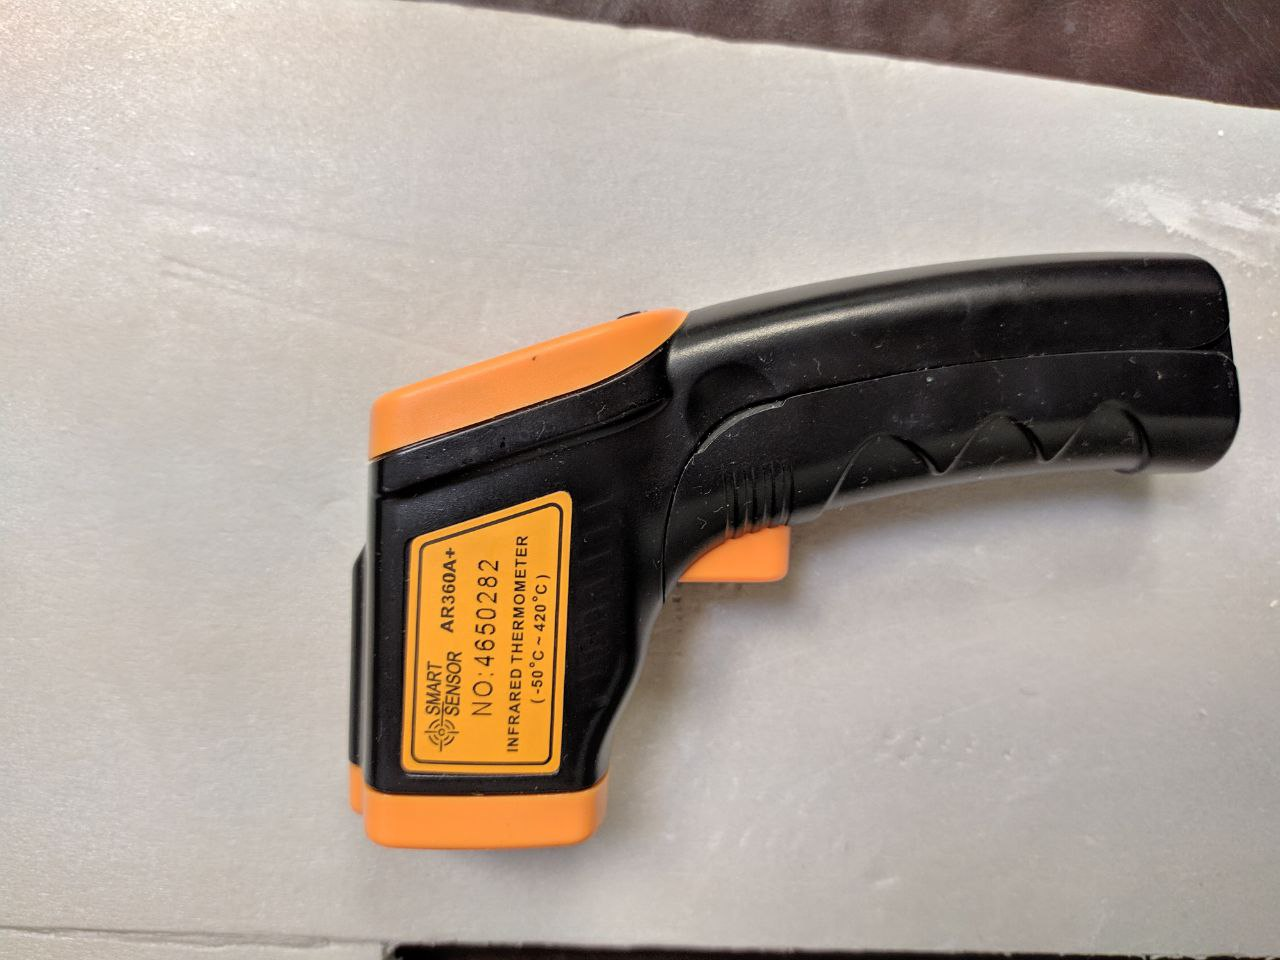 SMART
SENSOR AR360A+
NO:4650282
INFRARED THERMOMETER
(-50°C~420°C)